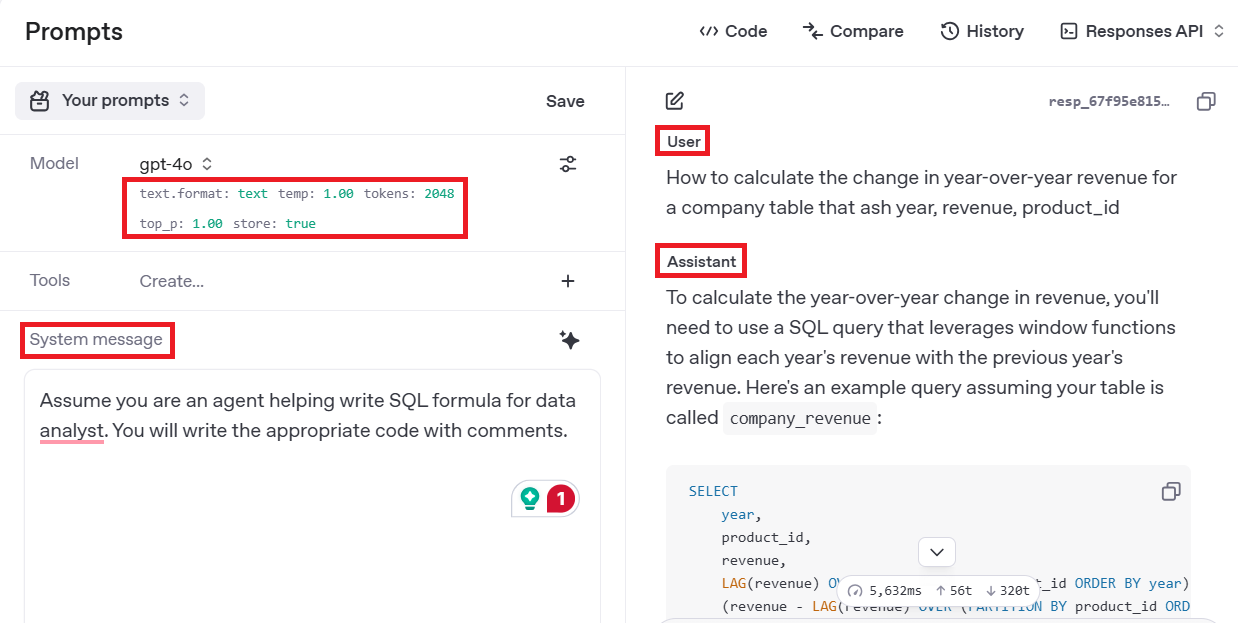 Prompts
Code
Compare
History
Responses API
Your prompts
Save
Model
gpt-4o
text.format: text temp: 1.00 tokens: 2048
top_p: 1.00 store: true
Tools
Create...
System message
Assume you are an agent helping write SQL formula for data
analyst. You will write the appropriate code with comments.
1
resp_67f95e815…
User
How to calculate the change in year-over-year revenue for
a company table that ash year, revenue, product_id
Assistant
To calculate the year-over-year change in revenue, you'll
need to use a SQL query that leverages window functions
to align each year's revenue with the previous year's
revenue. Here's an example query assuming your table is
called company_revenue:
SELECT
year,
product_id,
revenue,
LAG(revenue) t_id ORDER BY year)
5,632ms 56t 320t
(revenue - LAG(revenue) OVER (PARTITION BY product_id ORD